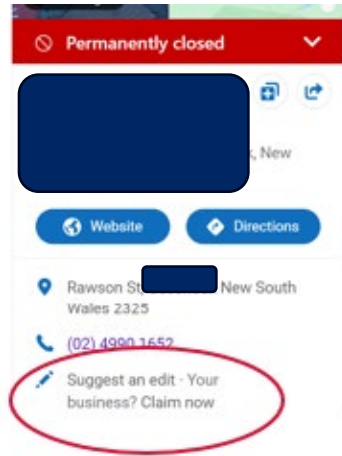 Permanently closed
, New
Website
Directions
Rawson St New South
Wales 2325
(02) 4990 1652
Suggest an edit · Your
business? Claim now